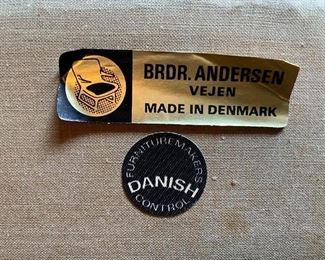 BRDR. ANDERSEN
VEJEN
MADE IN DENMARK
FURNITUREMAKERS
DANISH
CONTROL